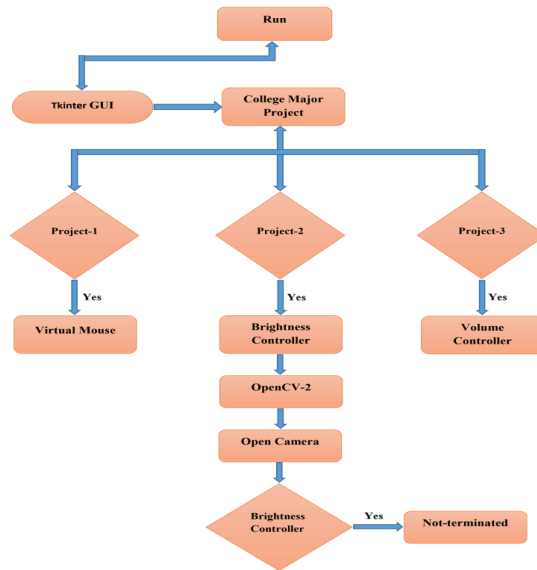 Run
Tkinter GUI
College Major
Project
Project-1
Project-2
Project-3
Yes
Yes
Yes
Virtual Mouse
Brightness
Controller
Volume
Controller
OpenCV-2
Open Camera
Brightness
Controller
Yes
Not-terminated